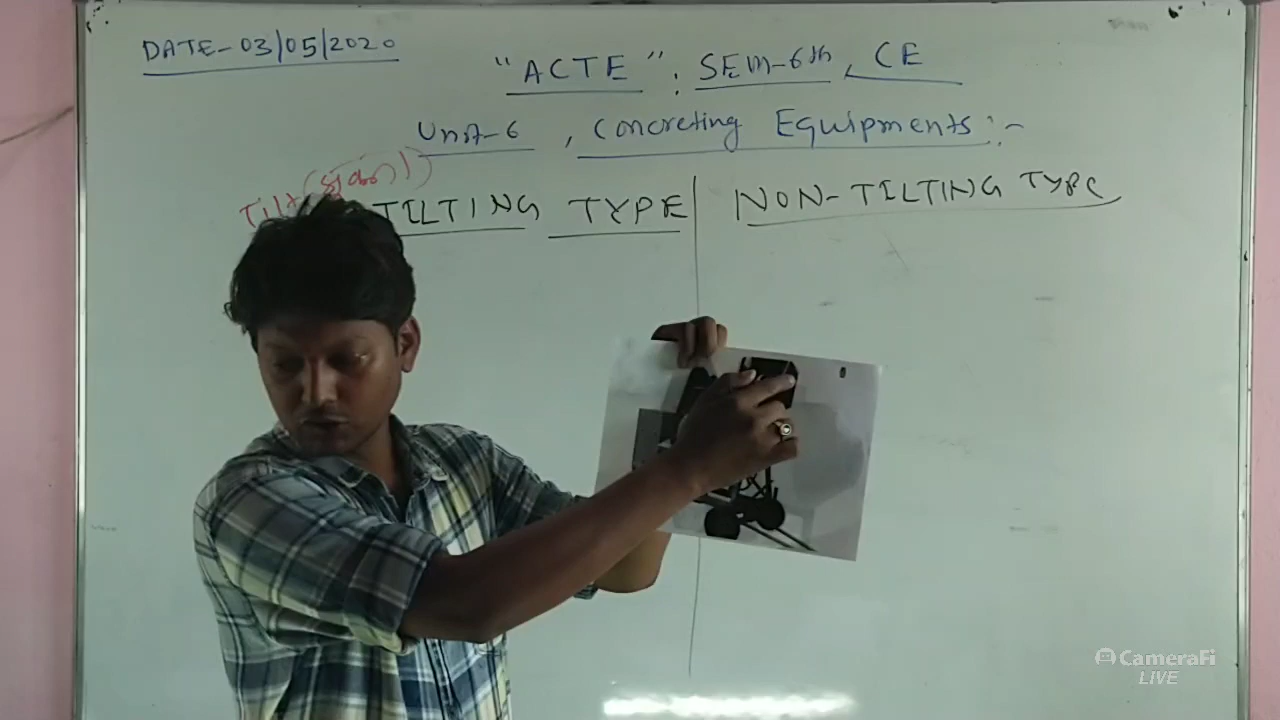 DATE-03/05/2020
"ACTE", SEM-6th, CE
Unit-6, Concreting Equipments:-
TILTING TYPE
NON-TILTING TYPE
CameraFi
LIVE